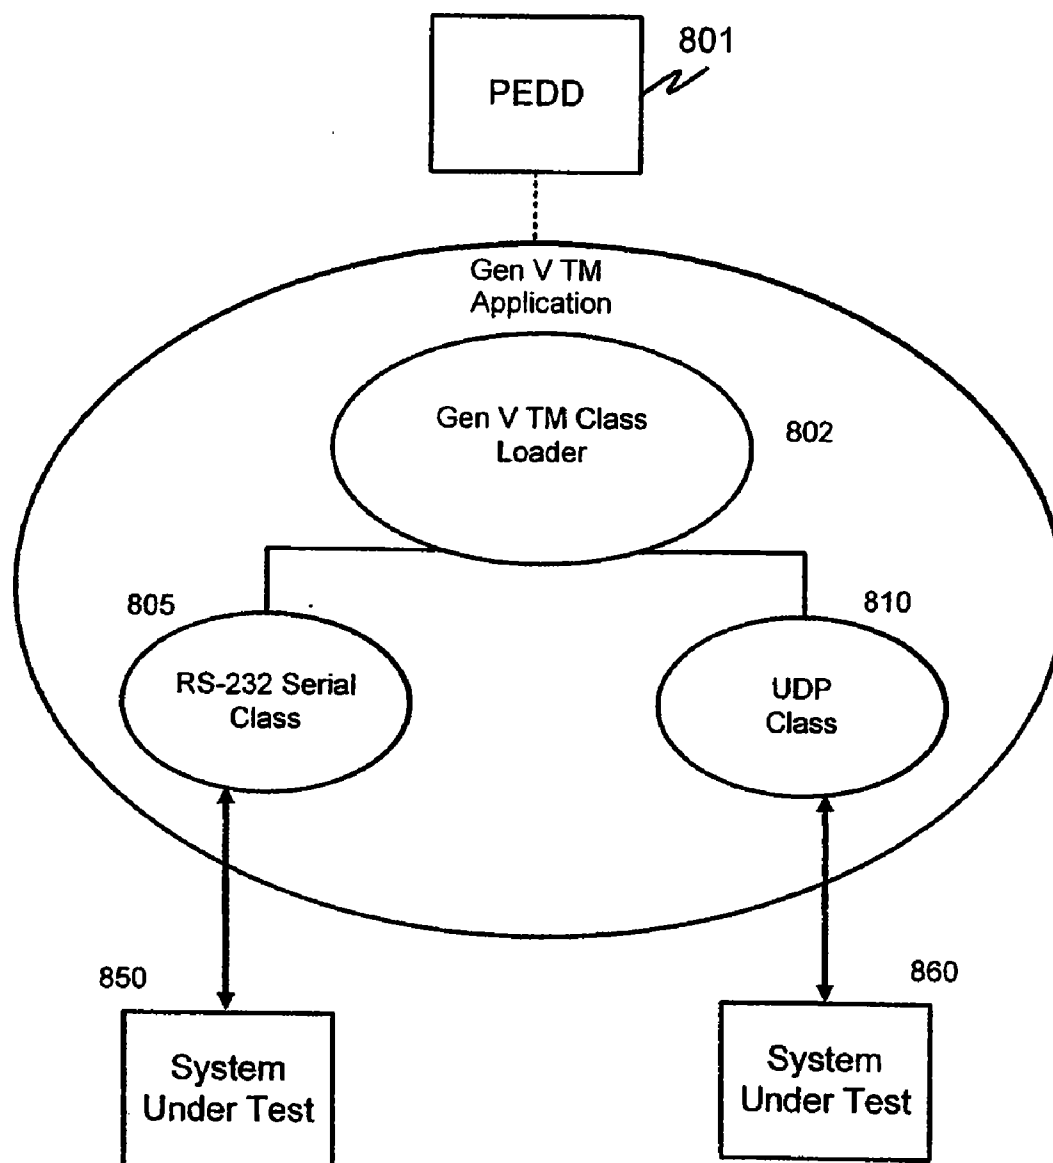 801
PEDD
Gen V TM
Application
Gen V TM Class
Loader
802
805
810
RS-232 Serial
Class
UDP
Class
850
860
System
Under Test
System
Under Test